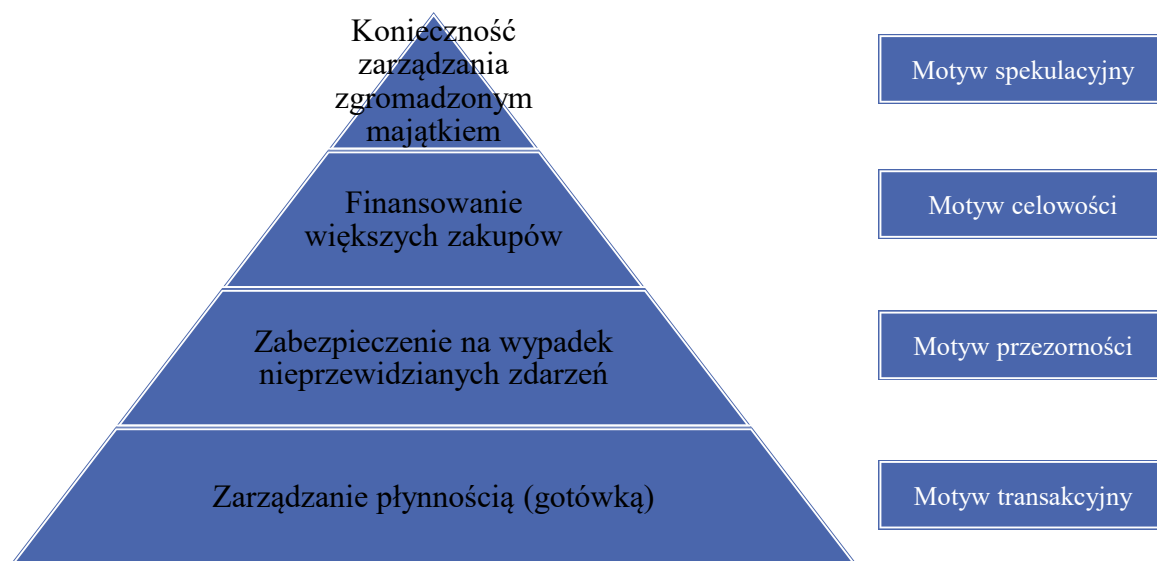 Konieczność
zarządzania
zgromadzonym
majątkiem
Motyw spekulacyjny
Finansowanie
większych zakupów
Motyw celowości
Zabezpieczenie na wypadek
nieprzewidzianych zdarzeń
Motyw przezorności
Zarządzanie płynnością (gotówką)
Motyw transakcyjny